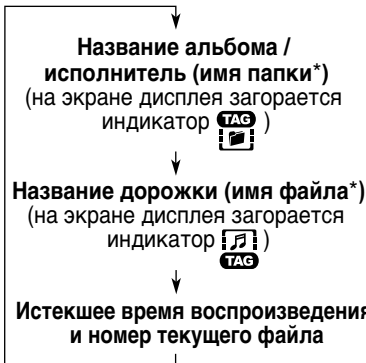 Название альбома /
исполнитель (имя папки*)
(на экране дисплея загорается
индикатор TAG )
Название дорожки (имя файла*)
(на экране дисплея загорается
индикатор )
TAG
Истекшее время воспроизведения
и номер текущего файла